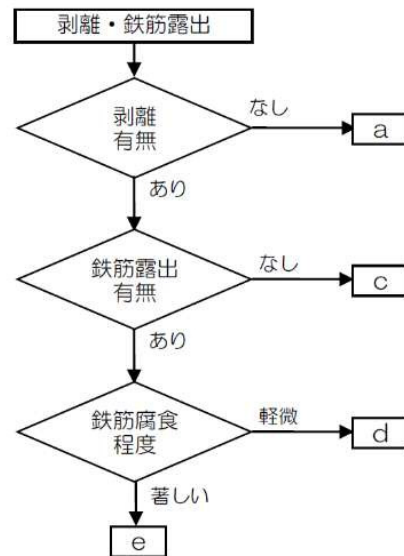 剥離・鉄筋露出
剥離
有無
なし
a
あり
鉄筋露出
有無
なし
c
あり
鉄筋腐食
程度
軽微
d
著しい
e